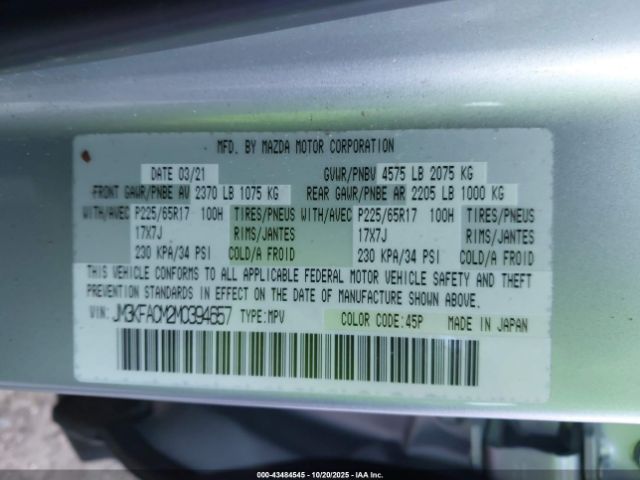 MFD. BY MAZDA MOTOR CORPORATION
DATE 03/21 GVWR/PNBV 4575 LB 2075 KG
FRONT GAWR/PNBE AV 2370 LB 1075 KG REAR GAWR/PNBE AR 2205 LB 1000 KG
WITH/AVEC P225/65R17 100H TIRES/PNEUS WITH/AVEC P225/65R17 100H TIRES/PNEUS
17X7J RIMS/JANTES 17X7J RIMS/JANTES
230 KPA/34 PSI COLD/A FROID 230 KPA/34 PSI COLD/A FROID
THIS VEHICLE CONFORMS TO ALL APPLICABLE FEDERAL MOTOR VEHICLE SAFETY AND THEFT
PREVENTION STANDARDS IN EFFECT ON THE DATE OF MANUFACTURE SHOWN ABOVE.
VIN: JM3KFACM2M0394657 TYPE:MPV COLOR CODE:45P MADE IN JAPAN
000-43484545 - 10/20/2025 - IAA, Inc.